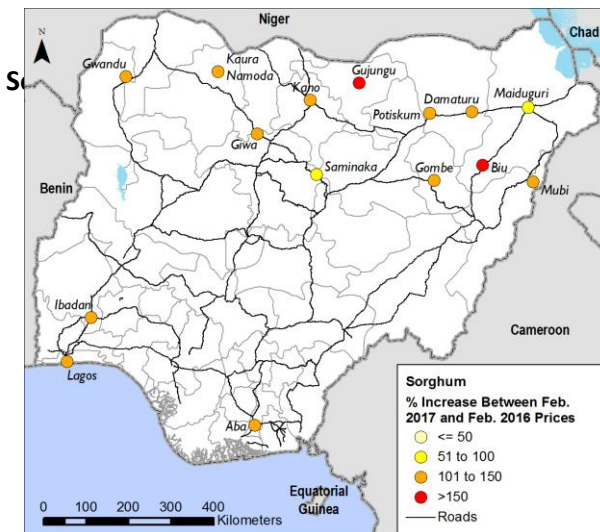 Niger
Chad
N
Kaura
Namoda
Gwandu
Gujungu
So
Kano
Damaturu
Maiduguri
Potiskum
Giwa
Saminaka
Gombe
Biu
Mubi
Benin
Ibadan
Cameroon
Lagos
Aba
Sorghum
% Increase Between Feb.
2017 and Feb. 2016 Prices
<= 50
51 to 100
101 to 150
>150
Roads
Equatorial
Guinea
0 100 200 300 400
Kilometers